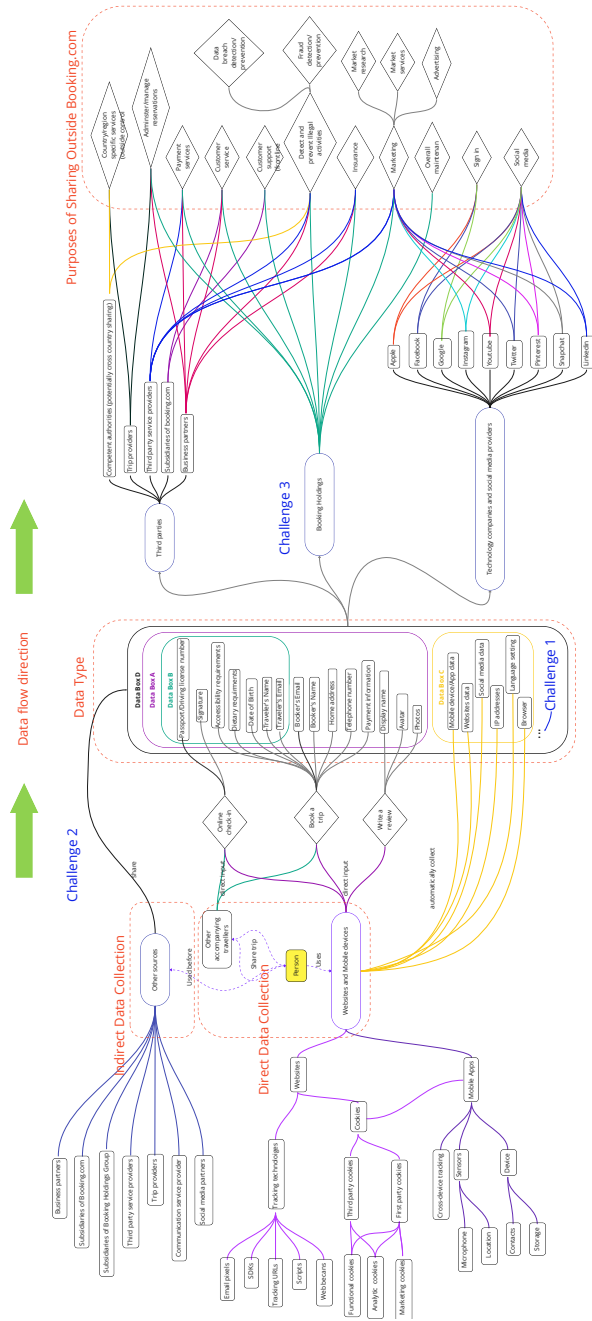 Data flow direction
Indirect Data Collection
Business partners
Subsidiaries of Booking.com
Subsidiaries of Booking Holdings Group
Third party service providers
Trip providers
Communication service provider
Social media partners
Other sources
Challenge 2
share
Used before
Direct Data Collection
Other
accompanying
travellers
Share trip
Person
Uses
Websites and Mobile devices
direct input
direct input
automatically collect
Websites
Tracking technologies
Email pixels
SDKs
Tracking URLs
Scripts
Web becans
Cookies
Third party cookies
First party cookies
Functional cookies
Analytic cookies
Marketing cookies
Mobile Apps
Cross-device tracking
Sensors
Microphone
Location
Device
Contacts
Storage
Online
check-in
Book a
trip
Write a
review
Data Type
Data Box D
Data Box A
Data Box B
Passport/Driving license number
Signature
Accessibility requirements
Dietary requirments
Date of Birth
Traveler's Name
Traveler's Email
Booker's Email
Booker's Name
Home address
Telephone number
Payment information
Display name
Avatar
Photos
Data Box C
Mobile device/App data
Websites data
Social media data
IP addresses
Language setting
Browser
...
Challenge 1
Third parties
Challenge 3
Booking Holdings
Technology companies and social media providers
Competent authorities (potentially cross country sharing)
Trip providers
Third party service providers
Subsidiaries of booking.com
Business partners
Apple
Facebook
Google
Instagram
Youtube
Twitter
Pinterest
Snapchat
Linkedin
Purposes of Sharing Outside Booking.com
Country/region
specific services
(outside control
Administer/manage
reservations
Payment
services
Customer
service
Customer
support
Detect and
prevent illegal
activities
Insurance
Marketing
Overall
maintenan
Sign in
Social
media
Data
breach
detection/
prevention
Fraud
detection/
prevention
Market
research
Market
services
Advertising